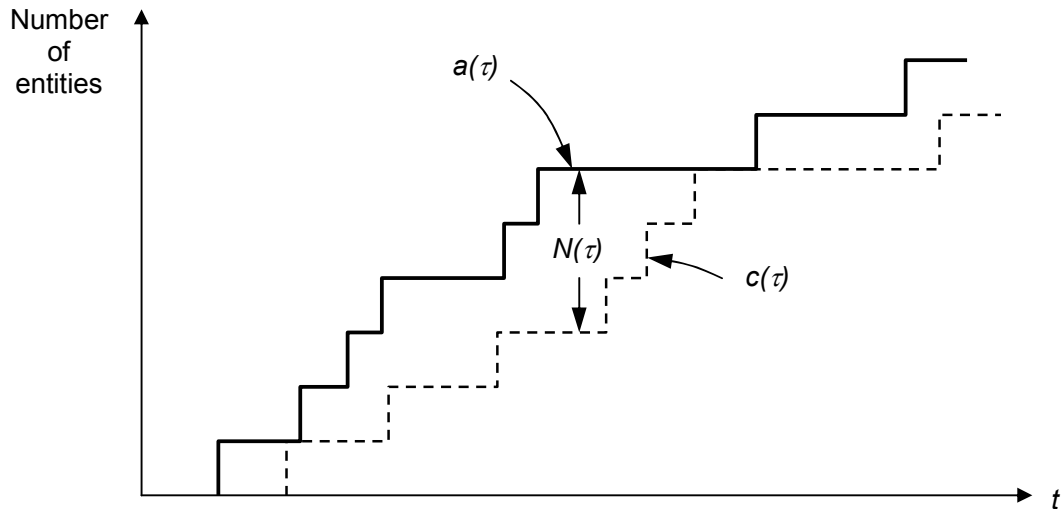 Number
of
entities
a(τ)
N(τ)
c(τ)
t